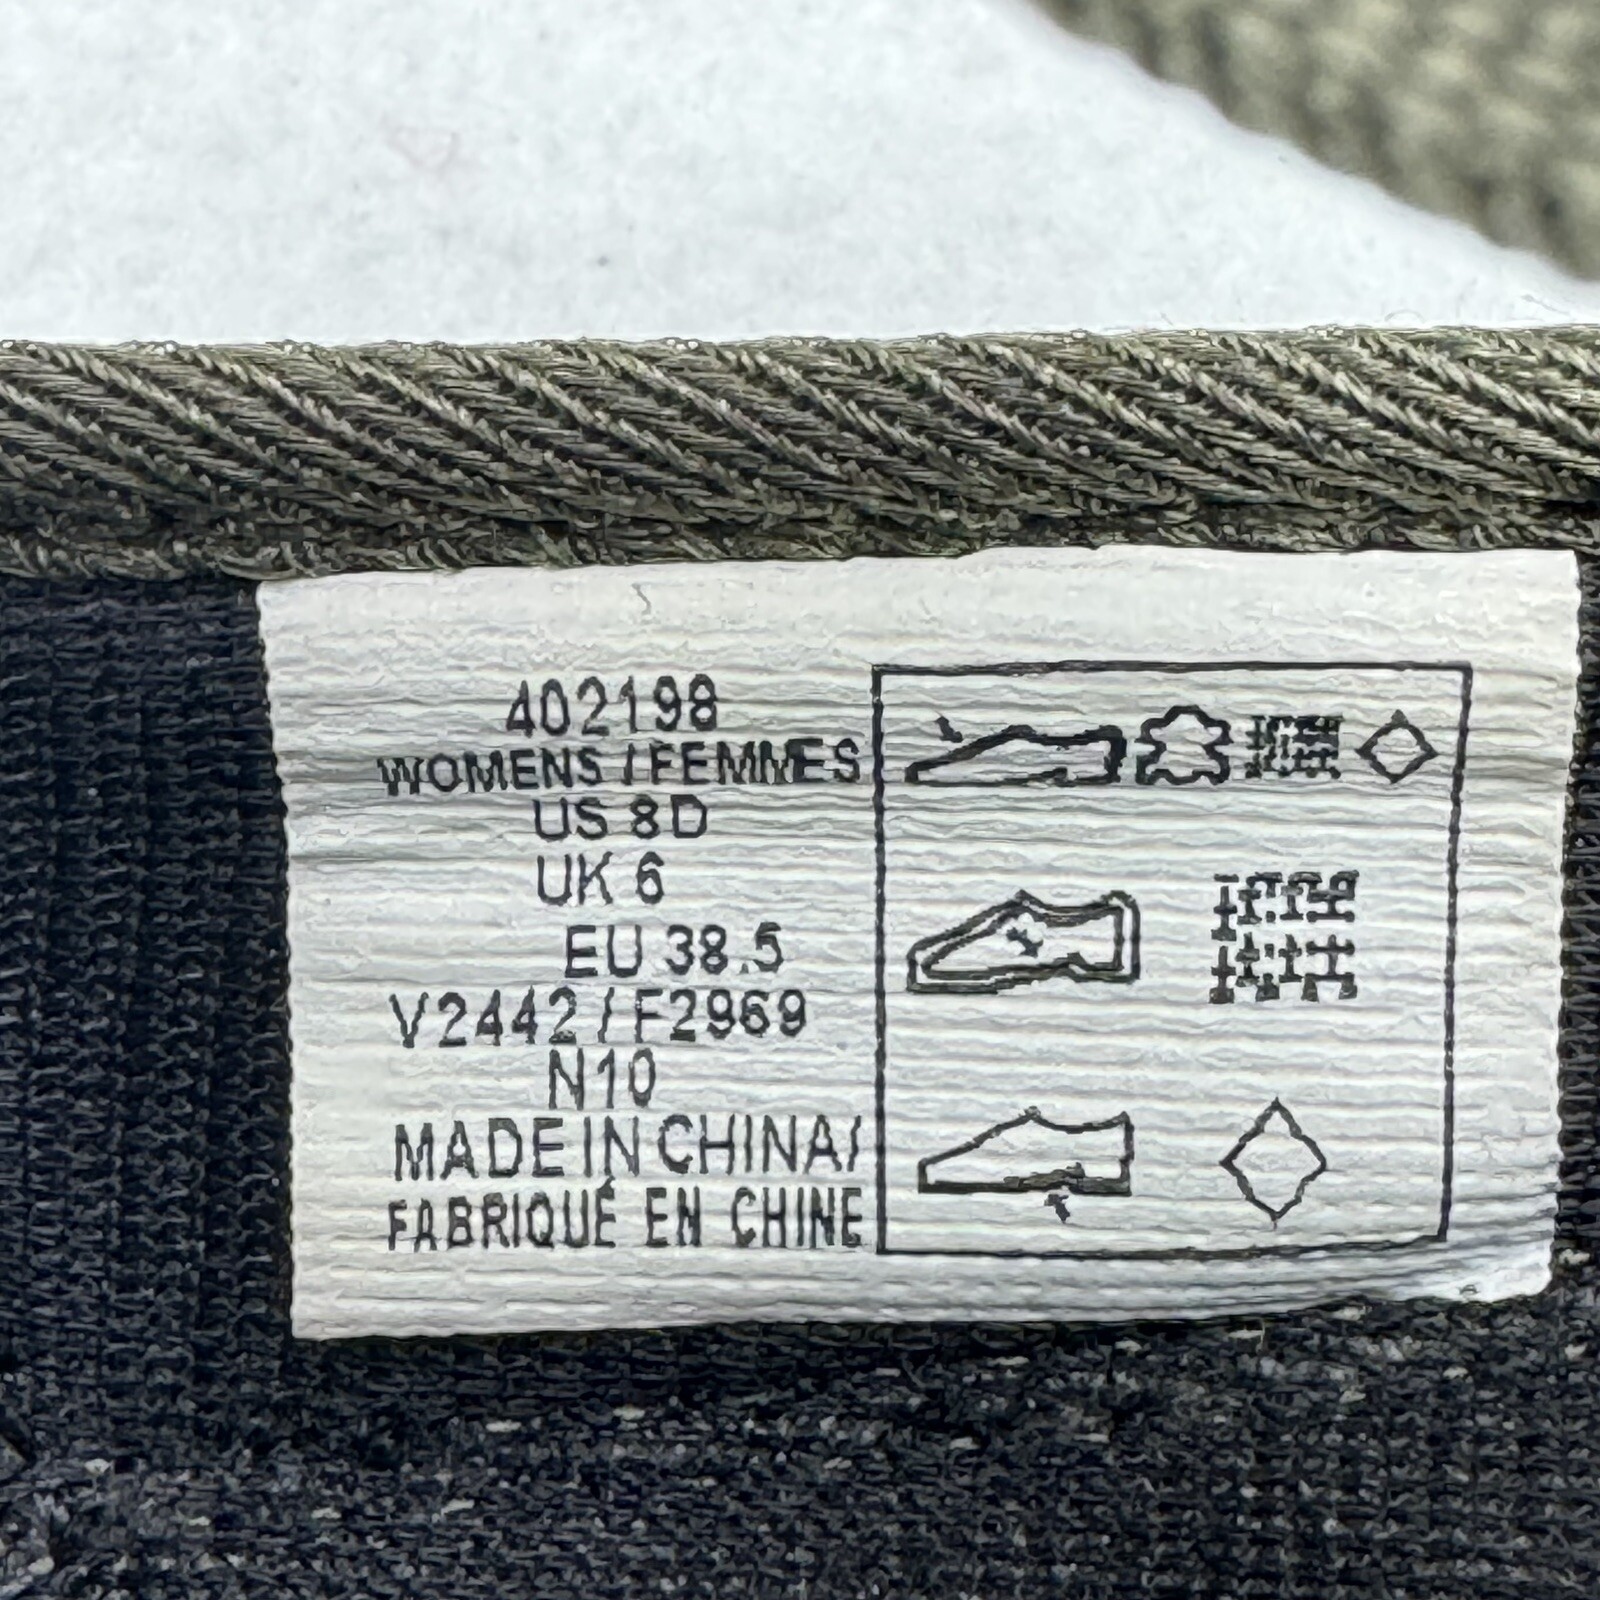 402198
WOMENS / FEMMES
US 8D
UK 6
EU 38.5
V2442 / F2969
N10
MADE IN CHINA/
FABRIQUÉ EN CHINE